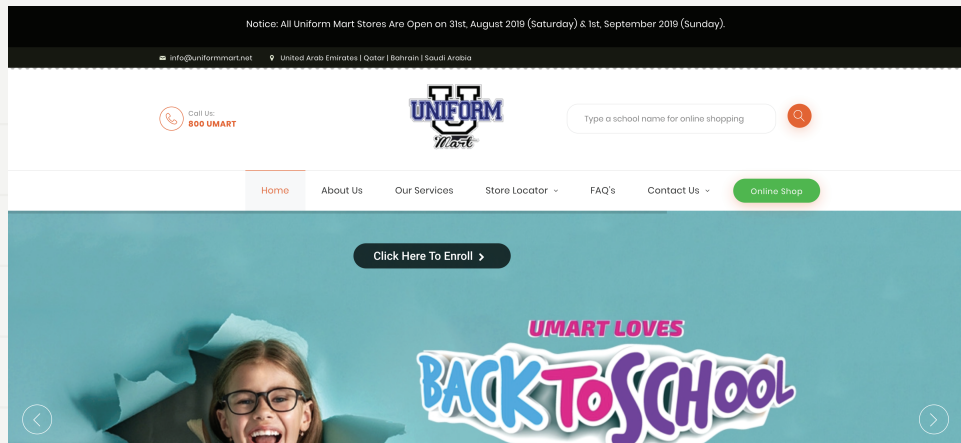 Notice: All Uniform Mart Stores Are Open on 31st, August 2019 (Saturday) & 1st, September 2019 (Sunday).
info@uniformmart.net United Arab Emirates | Qatar | Bahrain | Saudi Arabia
Call Us:
800 UMART
U
UNIFORM
Mart
Type a school name for online shopping
Home About Us Our Services Store Locator FAQ's Contact Us Online Shop
Click Here To Enroll
UMART LOVES
BACK TO SCHOOL